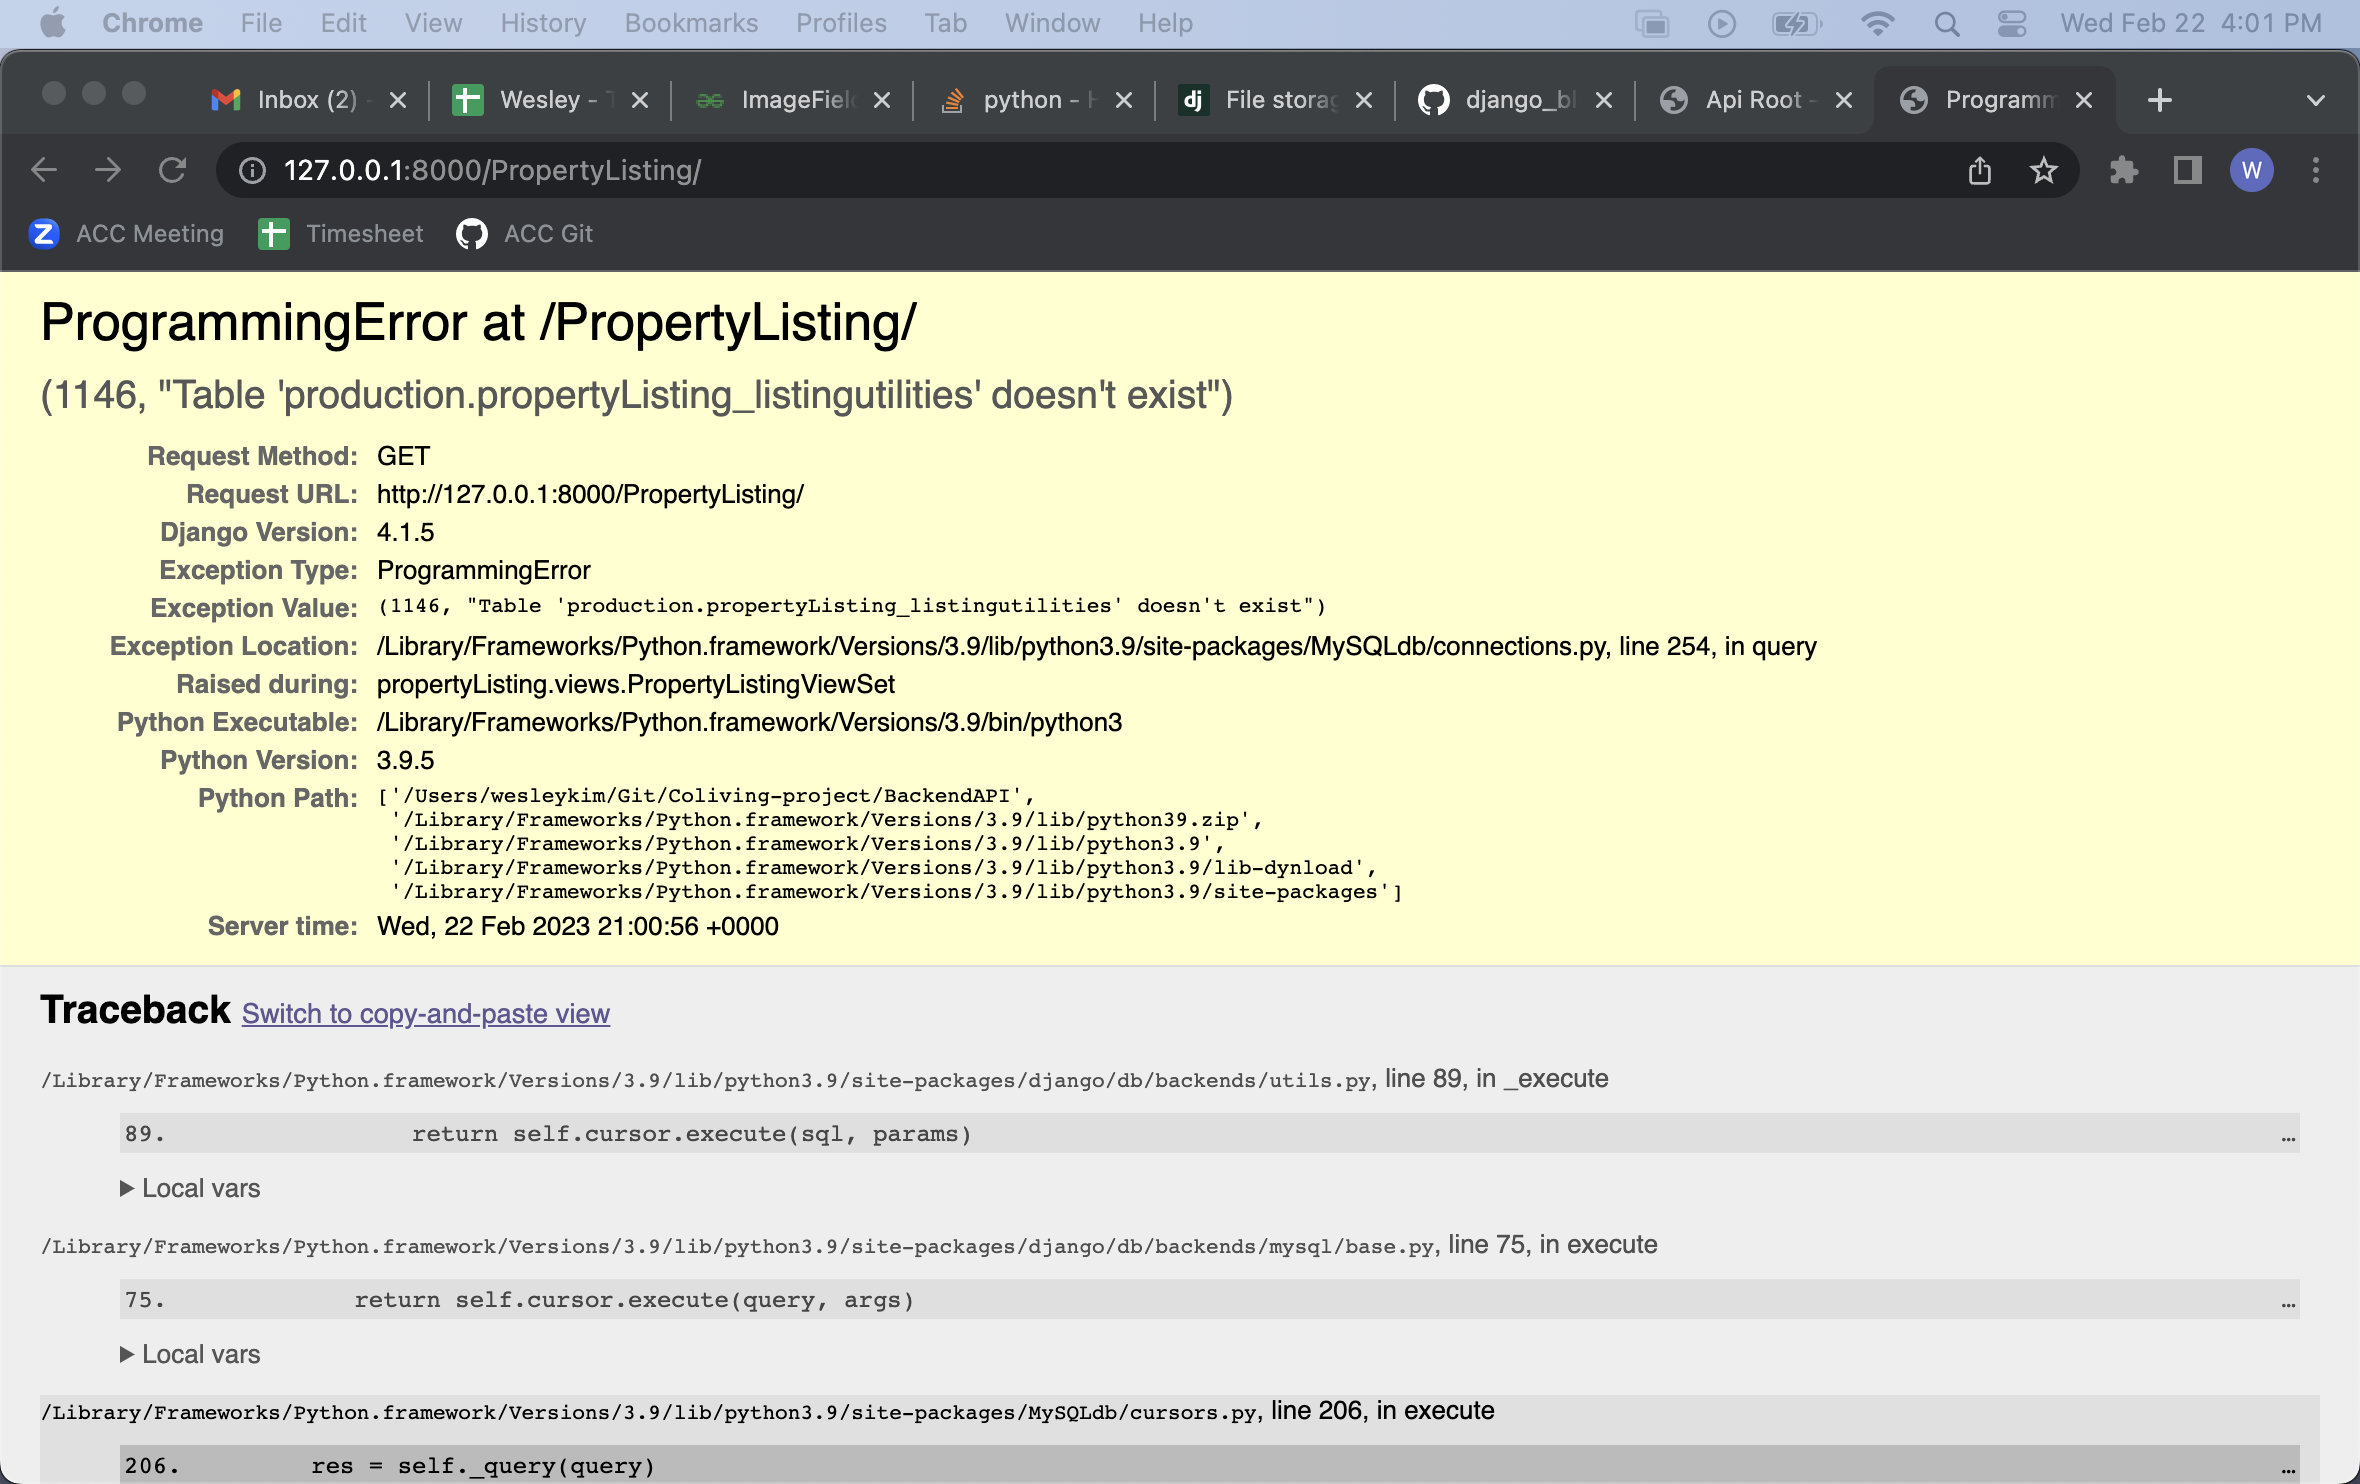 Chrome File Edit View History Bookmarks Profiles Tab Window Help Wed Feb 22 4:01 PM
Inbox (2) - Wesley - ImageField python - File storag django_bl Api Root - Programm
127.0.0.1:8000/PropertyListing/ W
ACC Meeting Timesheet ACC Git
ProgrammingError at /PropertyListing/
(1146, "Table 'production.propertyListing_listingutilities' doesn't exist")
Request Method: GET
Request URL: http://127.0.0.1:8000/PropertyListing/
Django Version: 4.1.5
Exception Type: ProgrammingError
Exception Value: (1146, "Table 'production.propertyListing_listingutilities' doesn't exist")
Exception Location: /Library/Frameworks/Python.framework/Versions/3.9/lib/python3.9/site-packages/MySQLdb/connections.py, line 254, in query
Raised during: propertyListing.views.PropertyListingViewSet
Python Executable: /Library/Frameworks/Python.framework/Versions/3.9/bin/python3
Python Version: 3.9.5
Python Path: ['/Users/wesleykim/Git/Coliving-project/BackendAPI',
'/Library/Frameworks/Python.framework/Versions/3.9/lib/python39.zip',
'/Library/Frameworks/Python.framework/Versions/3.9/lib/python3.9',
'/Library/Frameworks/Python.framework/Versions/3.9/lib/python3.9/lib-dynload',
'/Library/Frameworks/Python.framework/Versions/3.9/lib/python3.9/site-packages']
Server time: Wed, 22 Feb 2023 21:00:56 +0000
Traceback Switch to copy-and-paste view
/Library/Frameworks/Python.framework/Versions/3.9/lib/python3.9/site-packages/django/db/backends/utils.py, line 89, in _execute
89. return self.cursor.execute(sql, params) …
▶ Local vars
/Library/Frameworks/Python.framework/Versions/3.9/lib/python3.9/site-packages/django/db/backends/mysql/base.py, line 75, in execute
75. return self.cursor.execute(query, args) …
▶ Local vars
/Library/Frameworks/Python.framework/Versions/3.9/lib/python3.9/site-packages/MySQLdb/cursors.py, line 206, in execute
206. res = self._query(query) …